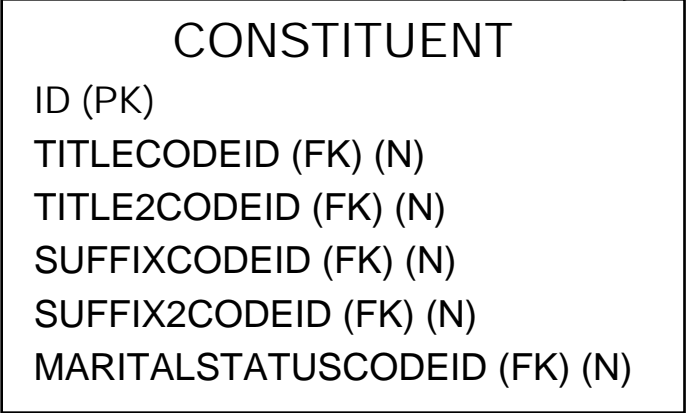 CONSTITUENT
ID (PK)
TITLECODEID (FK) (N)
TITLE2CODEID (FK) (N)
SUFFIXCODEID (FK) (N)
SUFFIX2CODEID (FK) (N)
MARITALSTATUSCODEID (FK) (N)